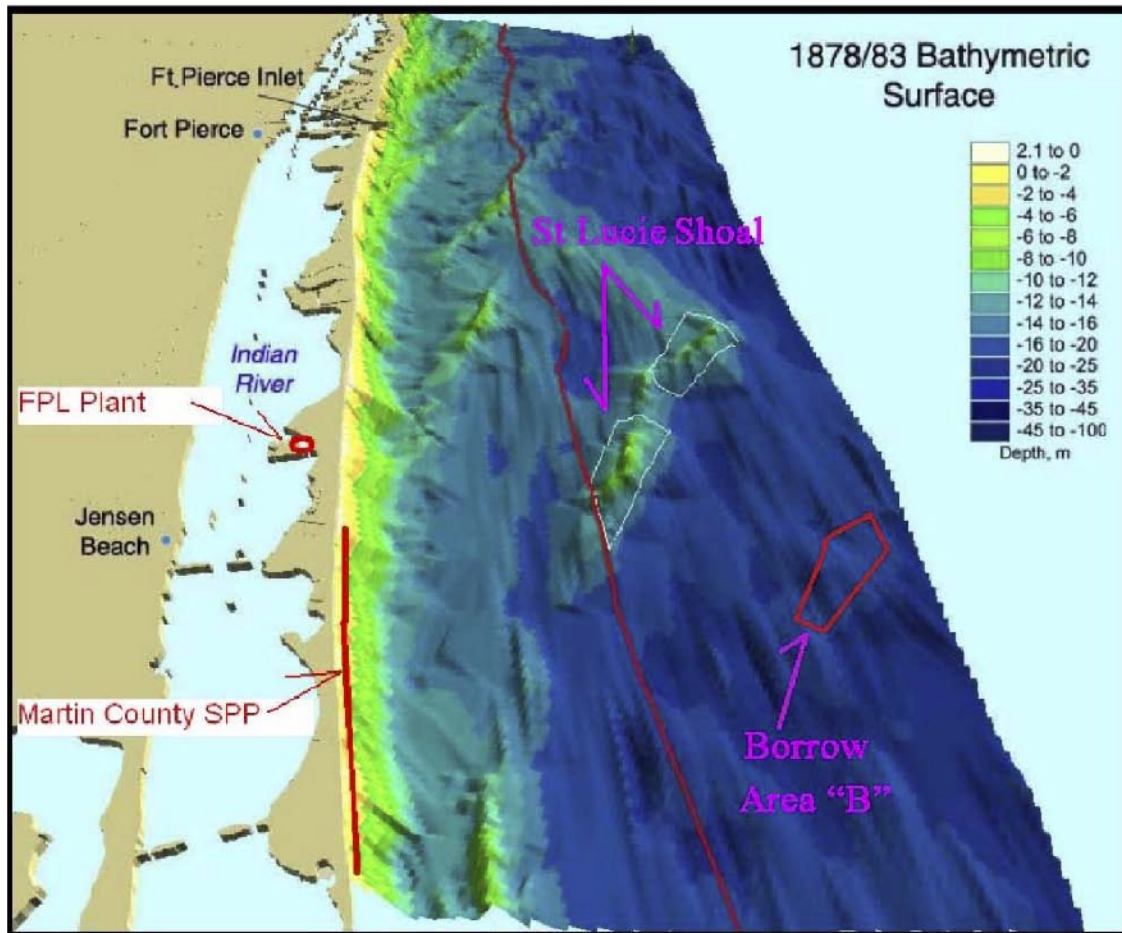 1878/83 Bathymetric
Surface
Ft. Pierce Inlet
Fort Pierce
2.1 to 0
0 to -2
-2 to -4
-4 to -6
-6 to -8
-8 to -10
-10 to -12
-12 to -14
-14 to -16
-16 to -20
-20 to -25
-25 to -35
-35 to -45
-45 to -100
Depth, m
St Lucie Shoal
Indian
River
FPL Plant
Jensen
Beach
Martin County SPP
Borrow
Area “B”